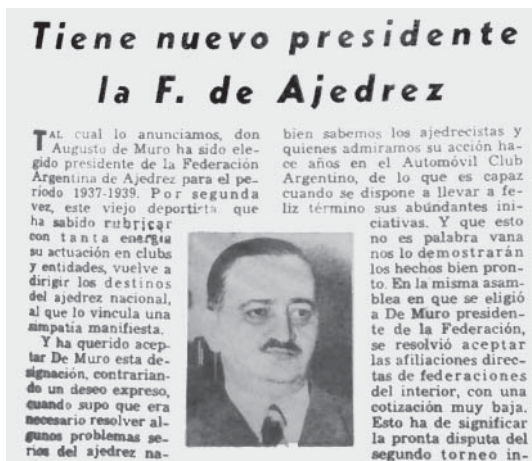 Tiene nuevo presidente
la F. de Ajedrez
TAL cual lo anunciamos, don
Augusto de Muro ha sido ele-
gido presidente de la Federación
Argentina de Ajedrez para el pe-
ríodo 1937-1939. Por segunda
vez, este viejo deportista que
ha sabido rubricar
con tanta energía
su actuación en clubs
y entidades, vuelve a
dirigir los destinos
del ajedrez nacional,
al que lo vincula una
simpatía manifiesta.
Y ha querido acep-
tar De Muro esta de-
signación, contrarian-
do un deseo expreso,
cuando supo que era
necesario resolver al-
gunos problemas se-
rios del ajedrez na-
bien sabemos los ajedrecistas y
quienes admiramos su acción ha-
ce años en el Automóvil Club
Argentino, de lo que es capaz
cuando se dispone a llevar a fe-
liz término sus abúndantes ini-
ciativas. Y que esto
no es palabra vana
nos lo demostrarán
los hechos bien pron-
to. En la misma asam-
blea en que se eligió
a De Muro presiden-
te de la Federación,
se resolvió aceptar
las afiliaciones direc-
tas de federaciones
del interior, con una
cotización muy baja.
Esto ha de significar
la pronta disputa del
segundo torneo in-